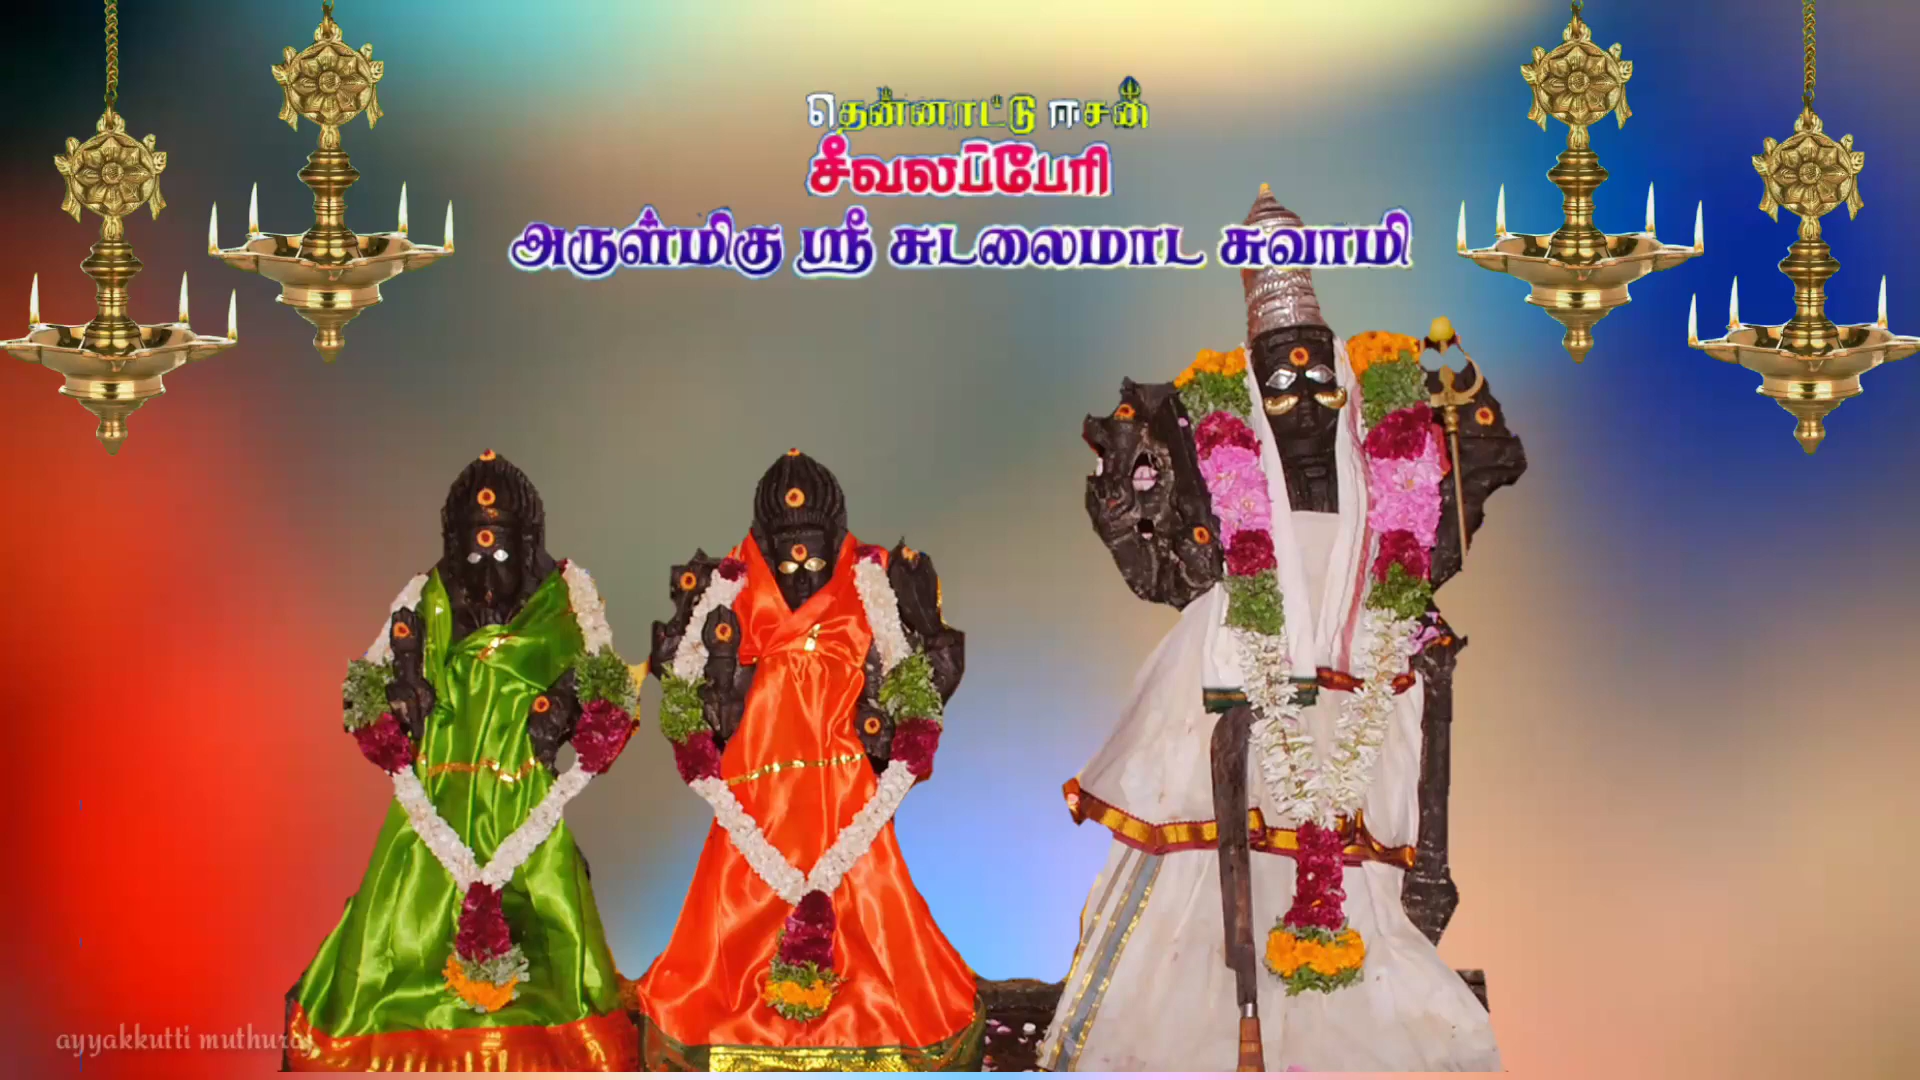 தென்னாட்டு ஈசன்
சீவலப்பேரி
அருள்மிகு ஸ்ரீ சுடலைமாட சுவாமி
ayyakkutti muthuraj